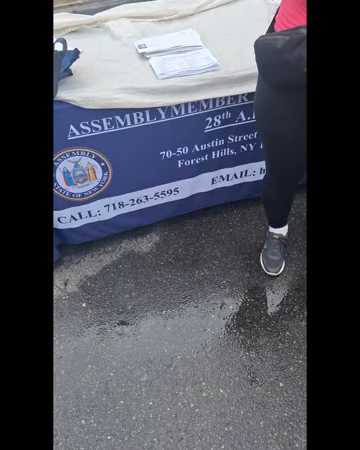 ASSEMBLYMEMBER
28th A.
70-50 Austin Street
Forest Hills, NY
ASSEMBLY
STATE OF NEW YORK
EMAIL:
CALL: 718-263-5595